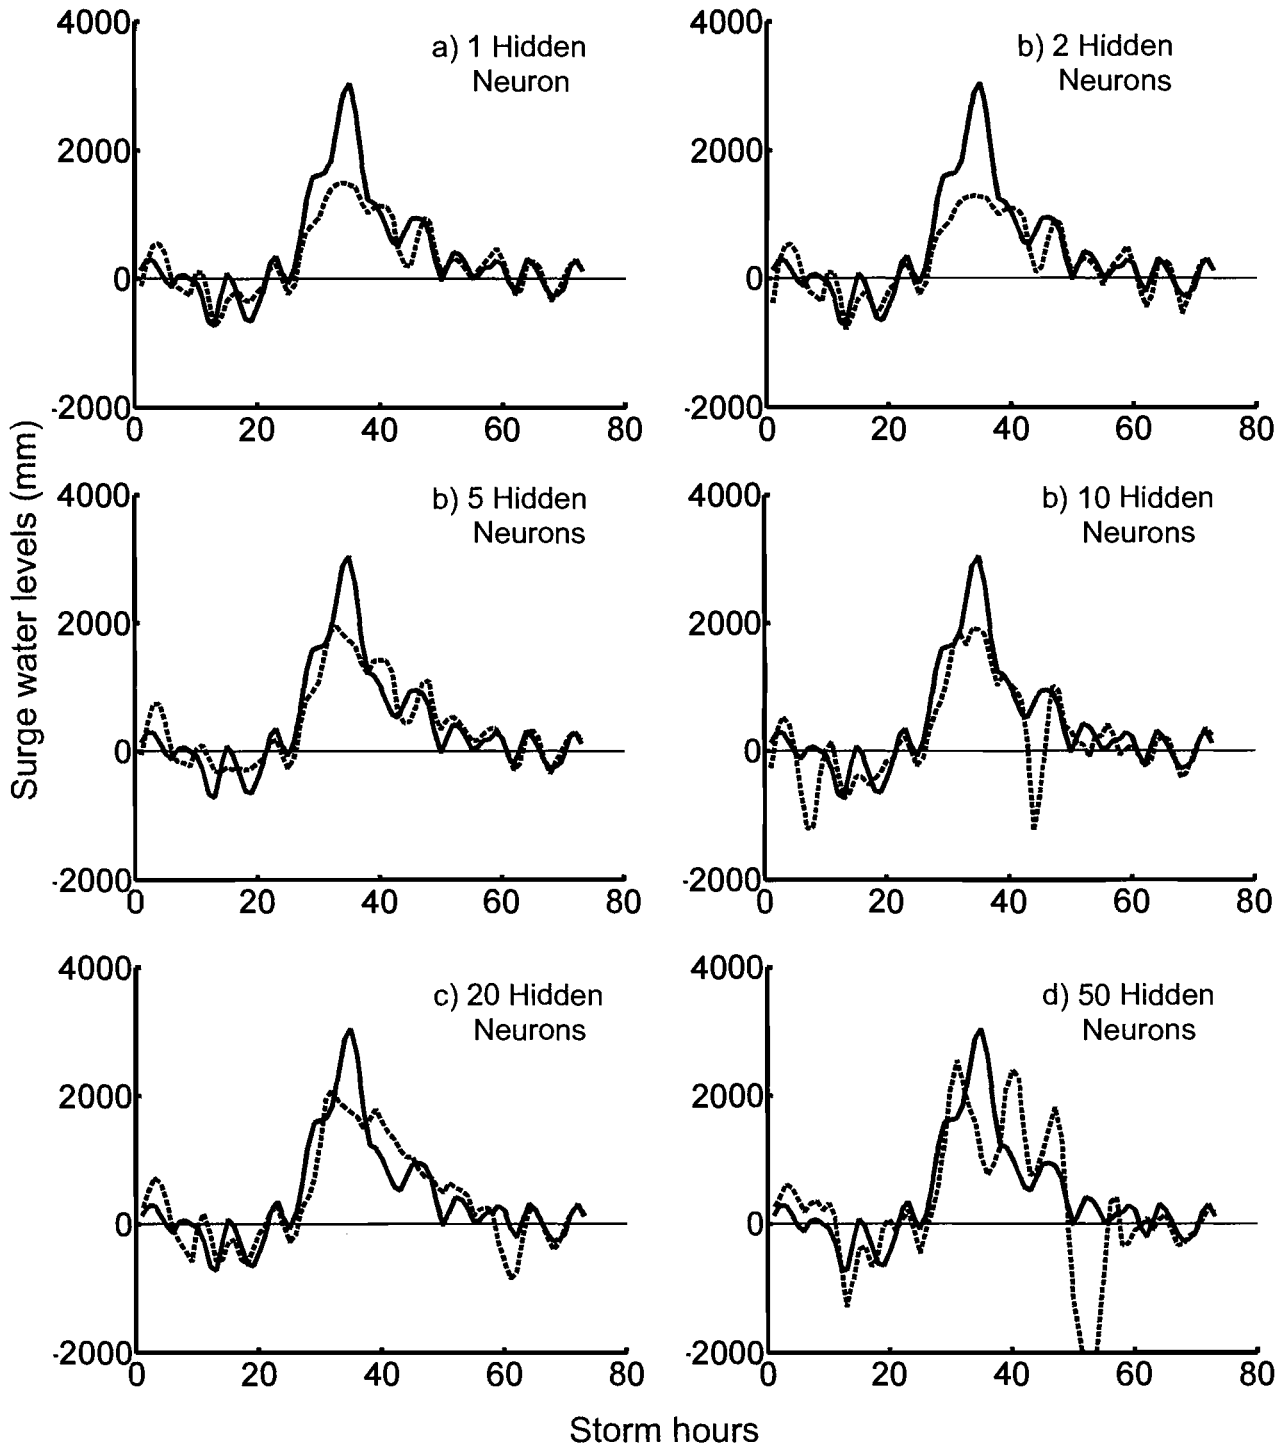 4000
2000
0
-2000
0 20 40 60 80
a) 1 Hidden
Neuron
4000
2000
0
-2000
0 20 40 60 80
b) 2 Hidden
Neurons
4000
2000
0
-2000
0 20 40 60 80
b) 5 Hidden
Neurons
4000
2000
0
-2000
0 20 40 60 80
b) 10 Hidden
Neurons
4000
2000
0
-2000
0 20 40 60 80
c) 20 Hidden
Neurons
4000
2000
0
-2000
0 20 40 60 80
d) 50 Hidden
Neurons
Surge water levels (mm)
Storm hours